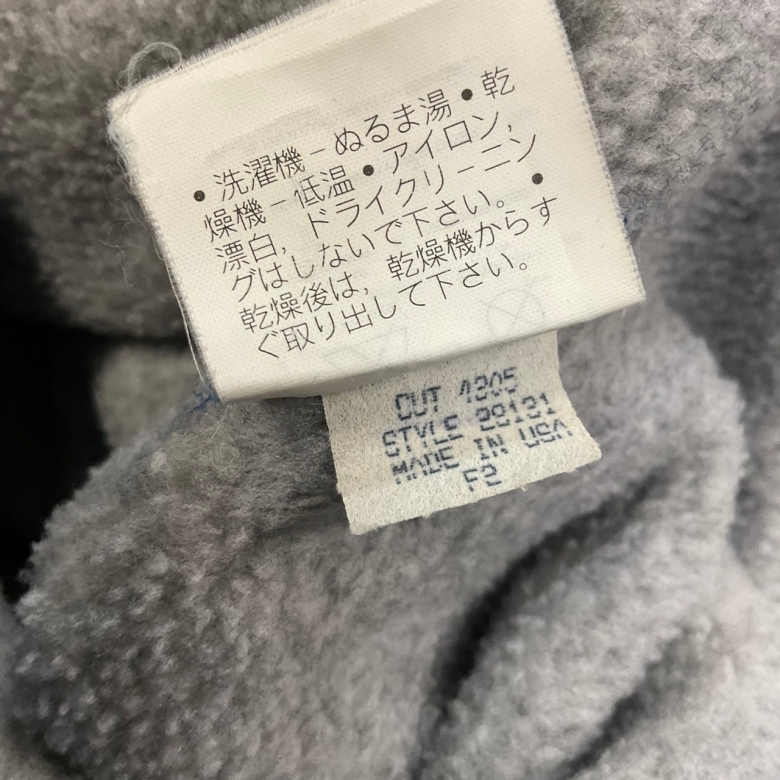 • 洗濯機 – ぬるま湯 • 乾
燥機 – 低温 • アイロン,
漂白, ドライクリーニン
グはしないで下さい。 •
乾燥後は, 乾燥機からす
ぐ取り出して下さい。
CUT 4205
STYLE 28131
MADE IN USA
F2